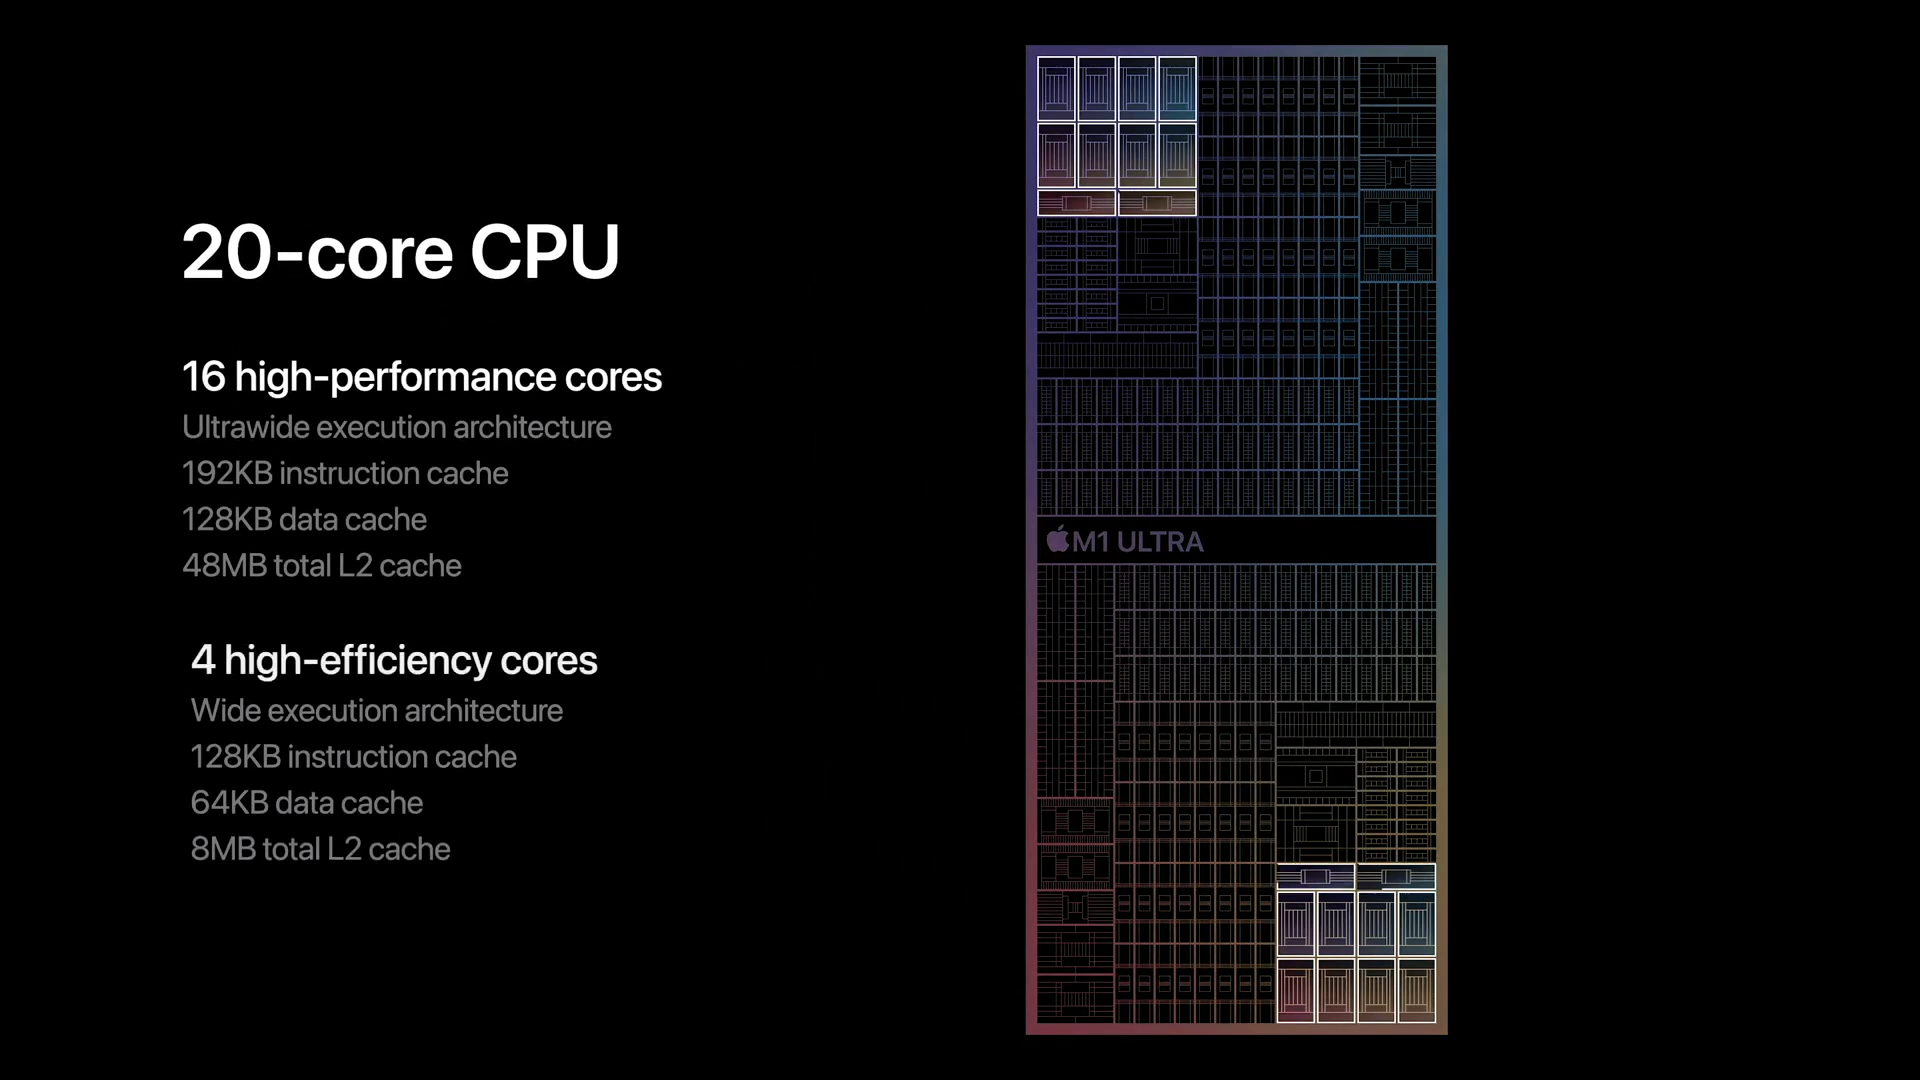 20-core CPU
16 high-performance cores
Ultrawide execution architecture
192KB instruction cache
128KB data cache
48MB total L2 cache
4 high-efficiency cores
Wide execution architecture
128KB instruction cache
64KB data cache
8MB total L2 cache
M1 ULTRA